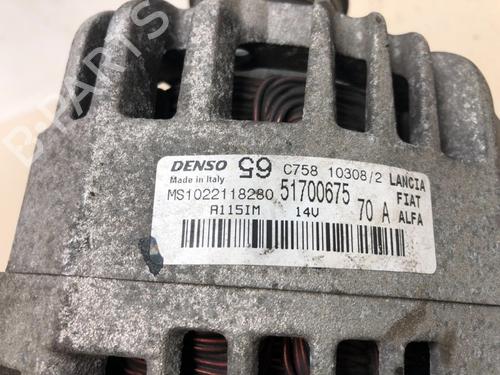 DENSO 65 C758 10308/2 LANCIA
Made in Italy
MS1022118280 51700675 FIAT
A115IM 14V 70 A ALFA
B-PARTS